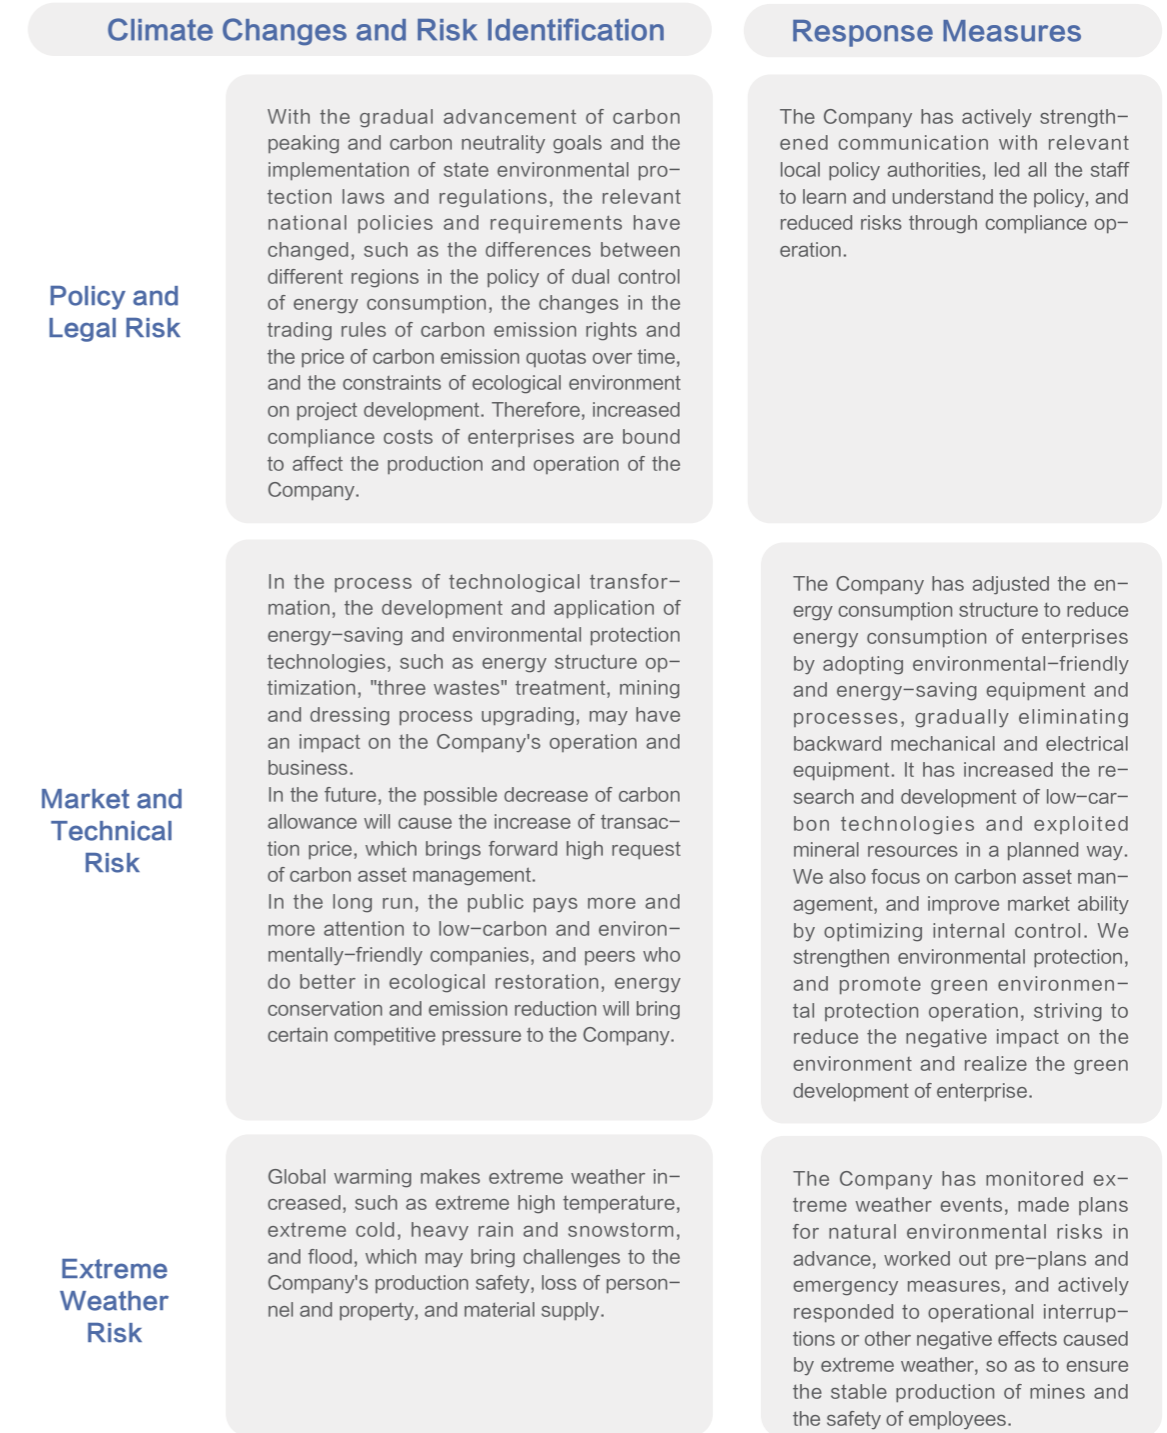 Climate Changes and Risk Identification
Response Measures
Policy and
Legal Risk
With the gradual advancement of carbon
peaking and carbon neutrality goals and the
implementation of state environmental pro-
tection laws and regulations, the relevant
national policies and requirements have
changed, such as the differences between
different regions in the policy of dual control
of energy consumption, the changes in the
trading rules of carbon emission rights and
the price of carbon emission quotas over time,
and the constraints of ecological environment
on project development. Therefore, increased
compliance costs of enterprises are bound
to affect the production and operation of the
Company.
The Company has actively strength-
ened communication with relevant
local policy authorities, led all the staff
to learn and understand the policy, and
reduced risks through compliance op-
eration.
Market and
Technical
Risk
In the process of technological transfor-
mation, the development and application of
energy-saving and environmental protection
technologies, such as energy structure op-
timization, "three wastes" treatment, mining
and dressing process upgrading, may have
an impact on the Company's operation and
business.
In the future, the possible decrease of carbon
allowance will cause the increase of transac-
tion price, which brings forward high request
of carbon asset management.
In the long run, the public pays more and
more attention to low-carbon and environ-
mentally-friendly companies, and peers who
do better in ecological restoration, energy
conservation and emission reduction will bring
certain competitive pressure to the Company.
The Company has adjusted the en-
ergy consumption structure to reduce
energy consumption of enterprises
by adopting environmental-friendly
and energy-saving equipment and
processes, gradually eliminating
backward mechanical and electrical
equipment. It has increased the re-
search and development of low-car-
bon technologies and exploited
mineral resources in a planned way.
We also focus on carbon asset man-
agement, and improve market ability
by optimizing internal control. We
strengthen environmental protection,
and promote green environmen-
tal protection operation, striving to
reduce the negative impact on the
environment and realize the green
development of enterprise.
Extreme
Weather
Risk
Global warming makes extreme weather in-
creased, such as extreme high temperature,
extreme cold, heavy rain and snowstorm,
and flood, which may bring challenges to the
Company's production safety, loss of person-
nel and property, and material supply.
The Company has monitored ex-
treme weather events, made plans
for natural environmental risks in
advance, worked out pre-plans and
emergency measures, and actively
responded to operational interrup-
tions or other negative effects caused
by extreme weather, so as to ensure
the stable production of mines and
the safety of employees.